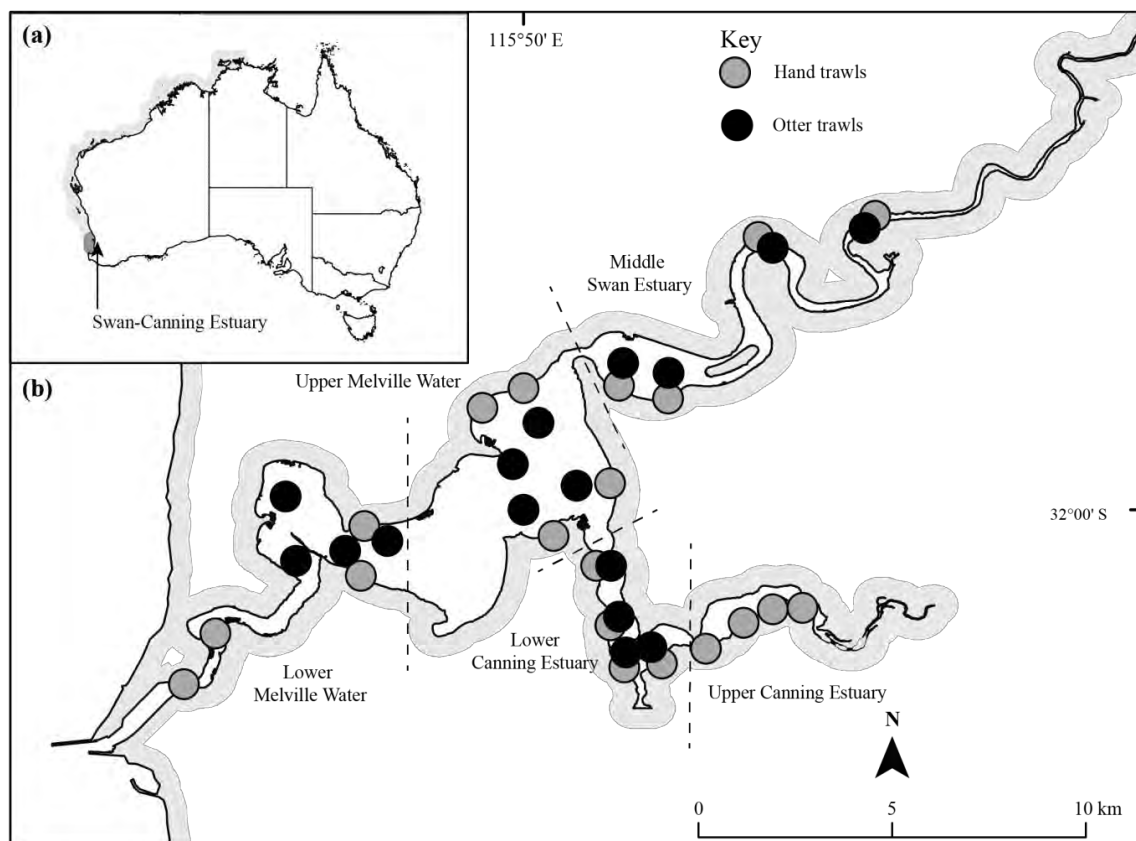 (a)
115°50' E
Key
Hand trawls
Otter trawls
Swan-Canning Estuary
Middle
Swan Estuary
(b)
Upper Melville Water
32°00' S
Lower
Melville Water
Lower
Canning Estuary
Upper Canning Estuary
N
0
5
10 km